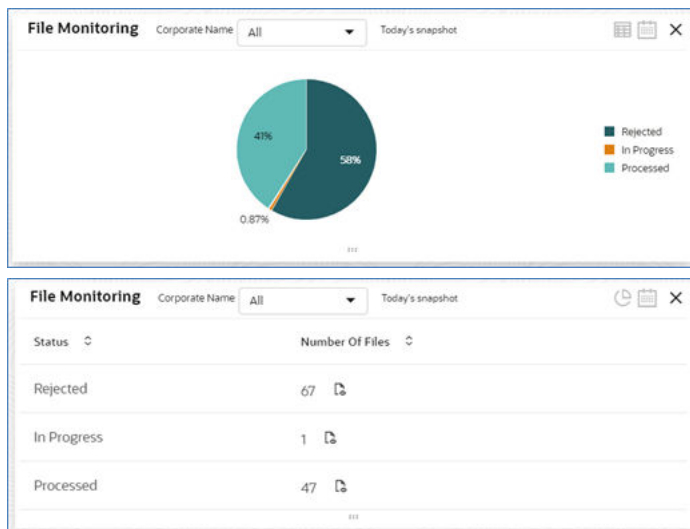 File Monitoring Corporate Name All Today's snapshot
41%
58%
0.87%
Rejected
In Progress
Processed
File Monitoring Corporate Name All Today's snapshot
Status Number Of Files
Rejected 67
In Progress 1
Processed 47